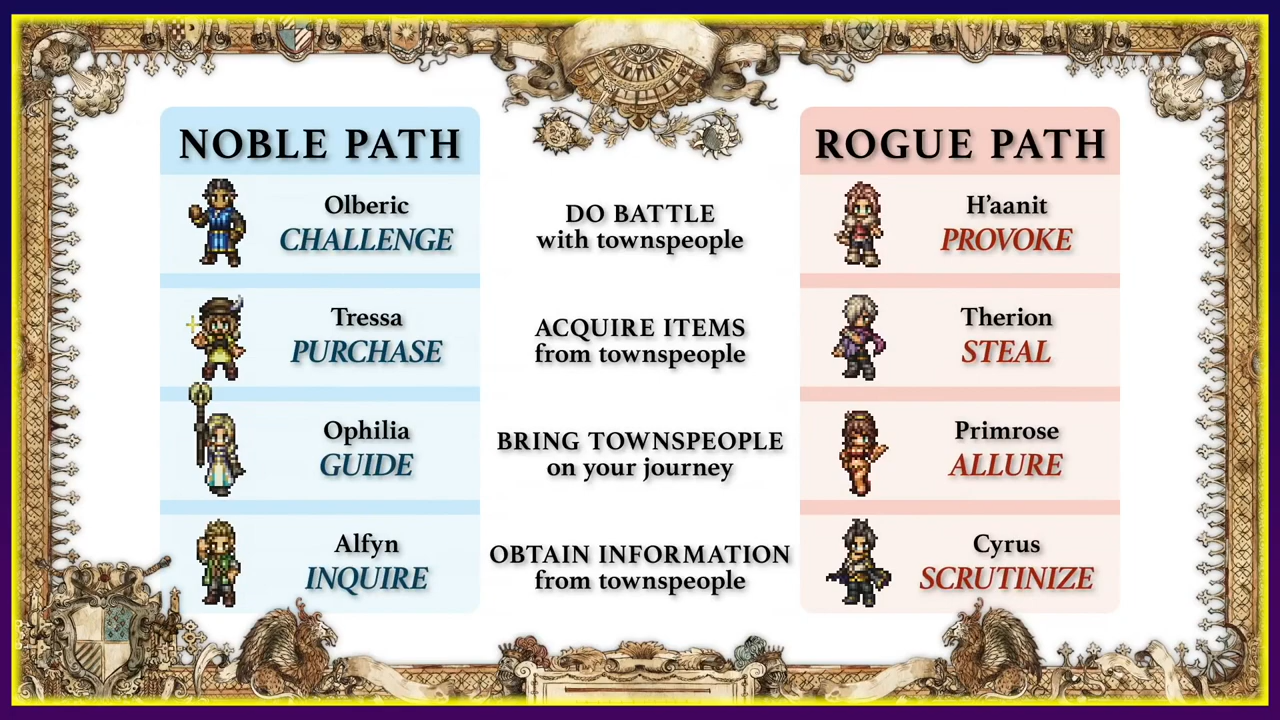 NOBLE PATH
ROGUE PATH
Olberic
CHALLENGE
DO BATTLE
with townspeople
H’aanit
PROVOKE
Tressa
PURCHASE
ACQUIRE ITEMS
from townspeople
Therion
STEAL
Ophilia
GUIDE
BRING TOWNSPEOPLE
on your journey
Primrose
ALLURE
Alfyn
INQUIRE
OBTAIN INFORMATION
from townspeople
Cyrus
SCRUTINIZE